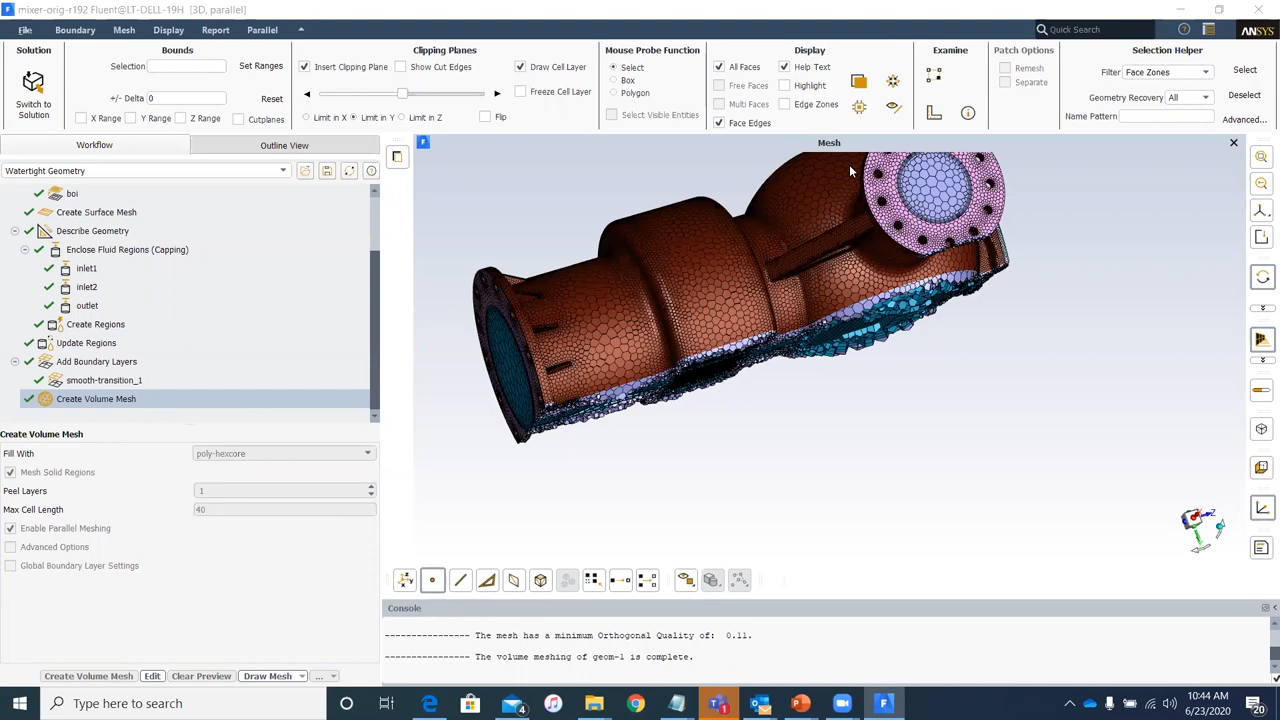 mixer-orig-r192 Fluent@LT-DELL-19H [3D, parallel]
File Boundary Mesh Display Report Parallel
Quick Search
ANSYS
Solution
Switch to
Solution
Bounds
Selection
Set Ranges
+/- Delta 0
Reset
X Range Y Range Z Range Cutplanes
Clipping Planes
Insert Clipping Plane Show Cut Edges Draw Cell Layer
Freeze Cell Layer
Limit in X Limit in Y Limit in Z Flip
Mouse Probe Function
Select
Box
Polygon
Select Visible Entities
Display
All Faces Help Text
Free Faces Highlight
Multi Faces Edge Zones
Face Edges
Examine
Patch Options
Remesh
Separate
Selection Helper
Filter Face Zones Select
Geometry Recovery All Deselect
Name Pattern Advanced...
Workflow Outline View
Watertight Geometry
boi
Create Surface Mesh
Describe Geometry
Enclose Fluid Regions (Capping)
inlet1
inlet2
outlet
Create Regions
Update Regions
Add Boundary Layers
smooth-transition_1
Create Volume Mesh
Create Volume Mesh
Fill With poly-hexcore
Mesh Solid Regions
Peel Layers 1
Max Cell Length 40
Enable Parallel Meshing
Advanced Options
Global Boundary Layer Settings
Create Volume Mesh Edit Clear Preview Draw Mesh ...
Mesh
Z
Console
---------------- The mesh has a minimum Orthogonal Quality of: 0.11.
---------------- The volume meshing of geom-1 is complete.
Type here to search
4
1
10:44 AM
6/23/2020
20